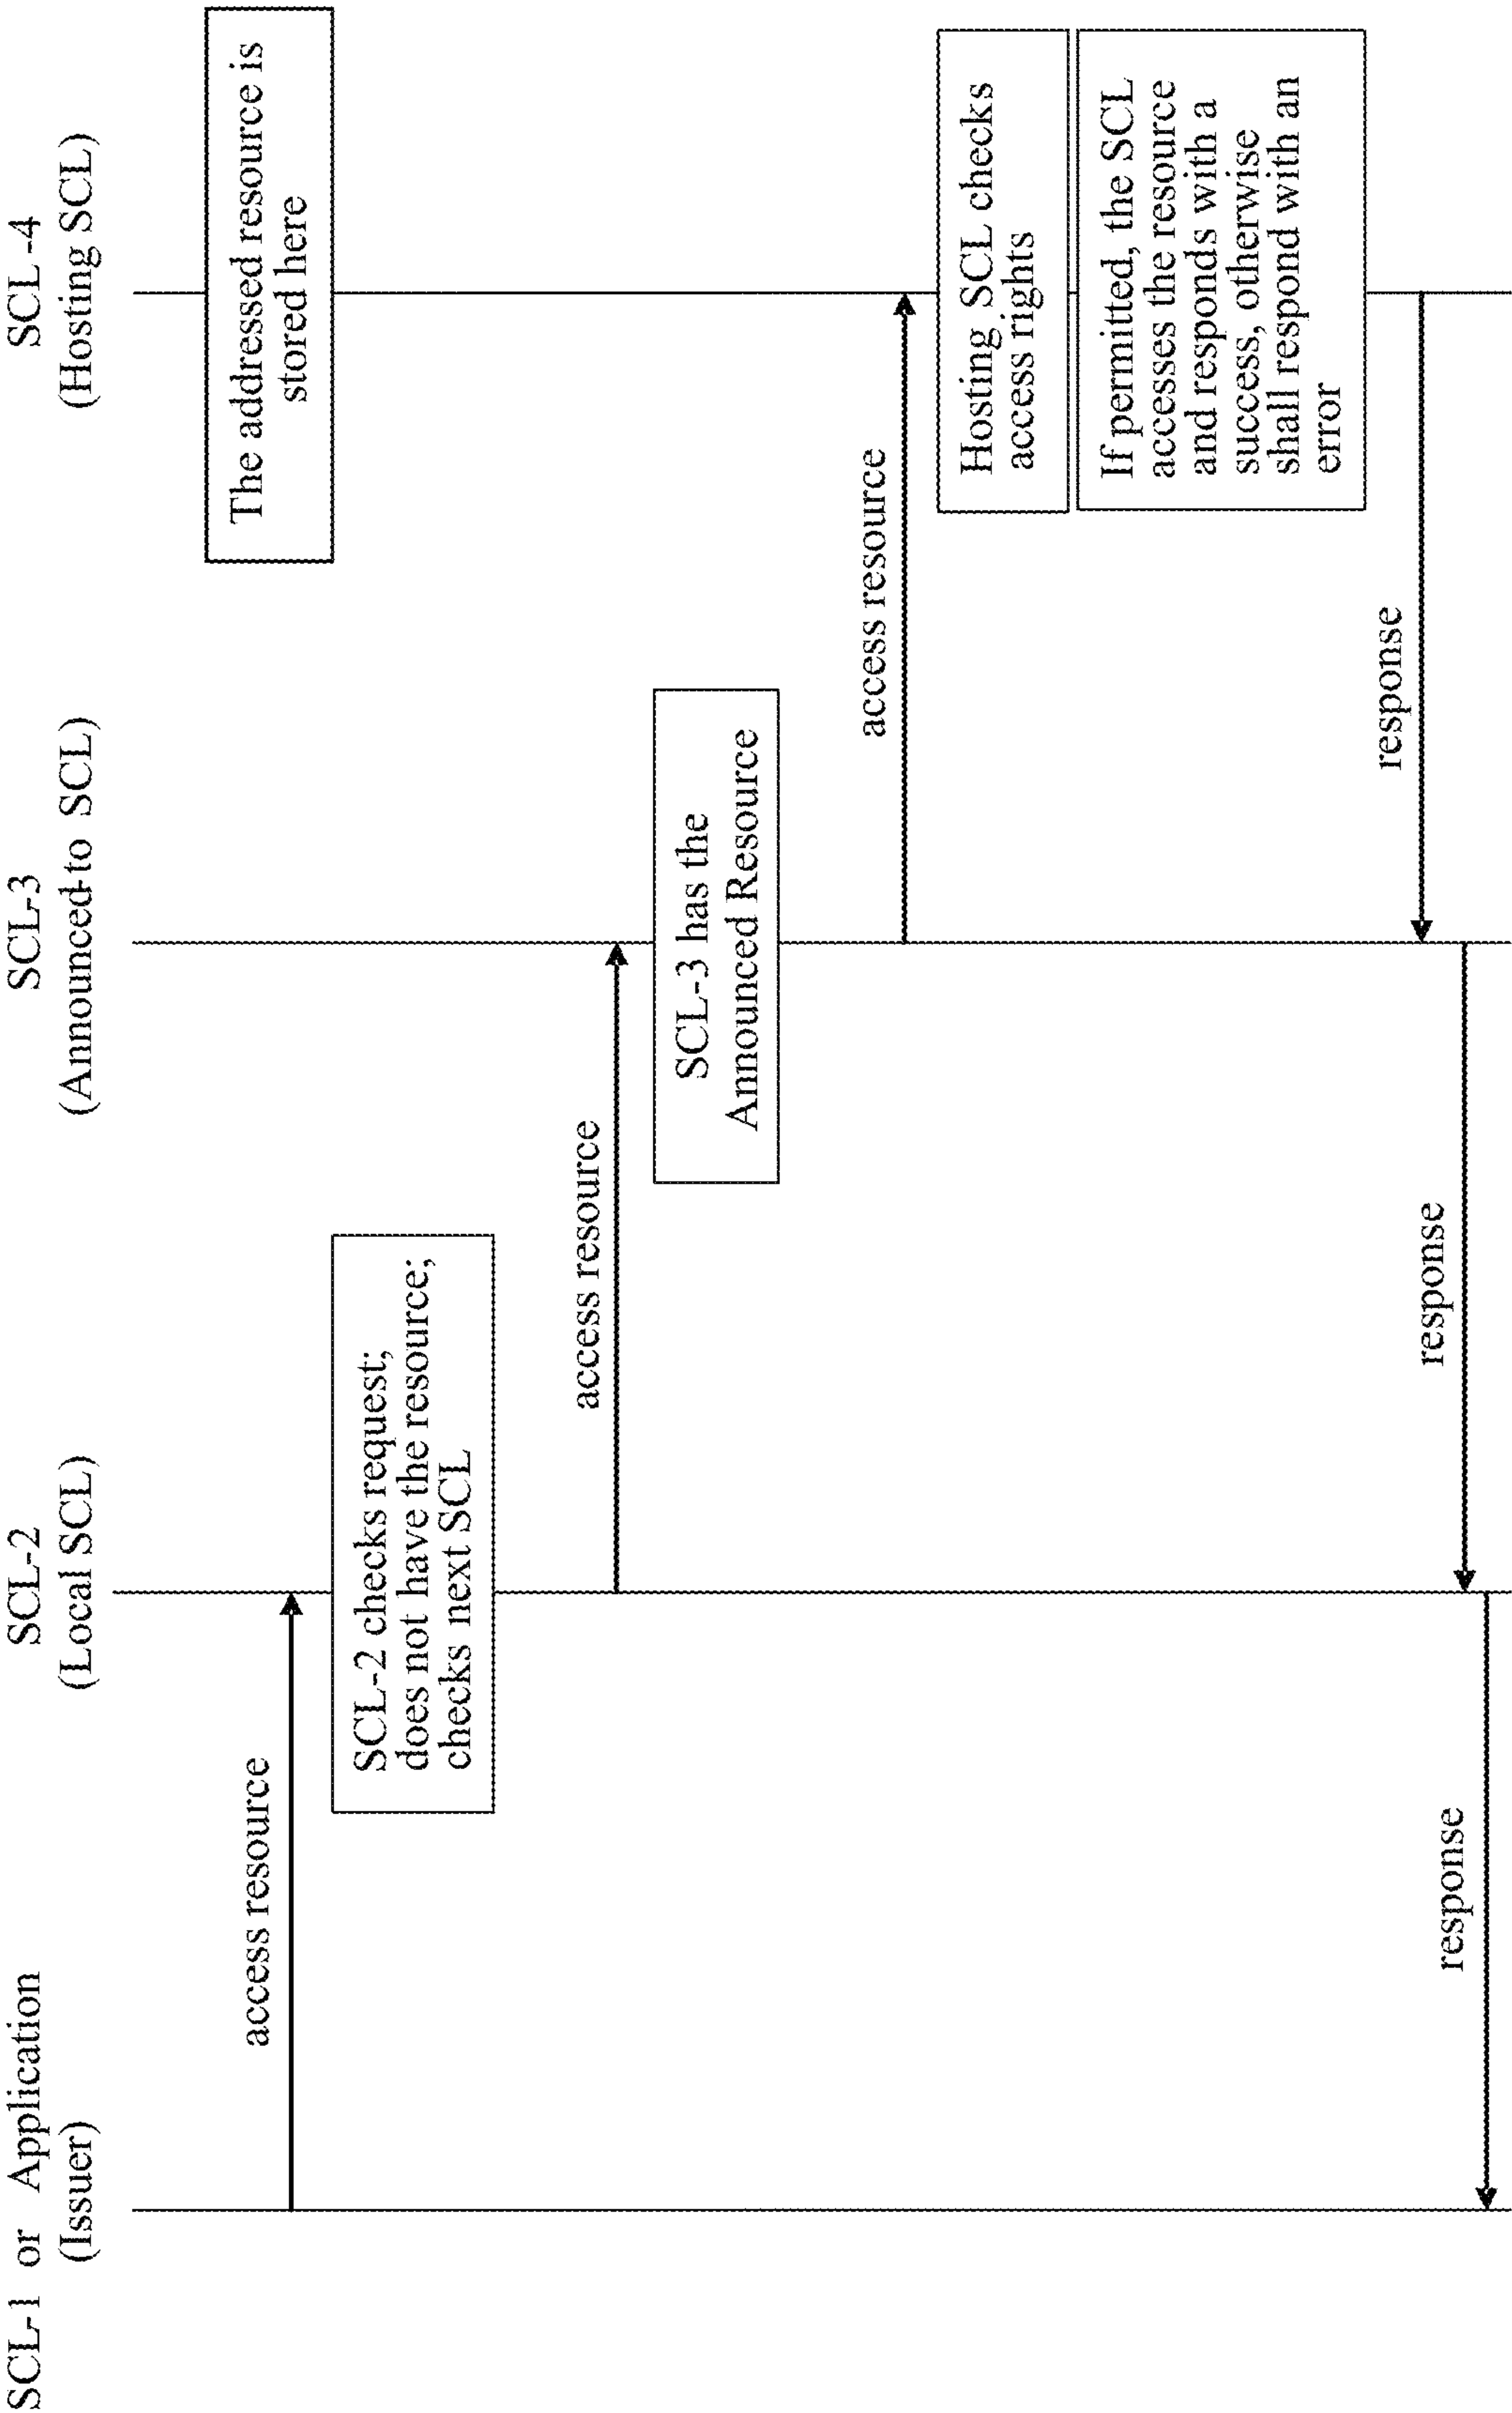 SCL-1 or Application
(Issuer)
SCL-2
(Local SCL)
SCL-3
(Announced-to SCL)
SCL -4
(Hosting SCL)
The addressed resource is
stored here
access resource
SCL-2 checks request;
does not have the resource;
checks next SCL
access resource
SCL-3 has the
Announced Resource
access resource
Hosting SCL checks
access rights
If permitted, the SCL
accesses the resource
and responds with a
success, otherwise
shall respond with an
error
response
response
response